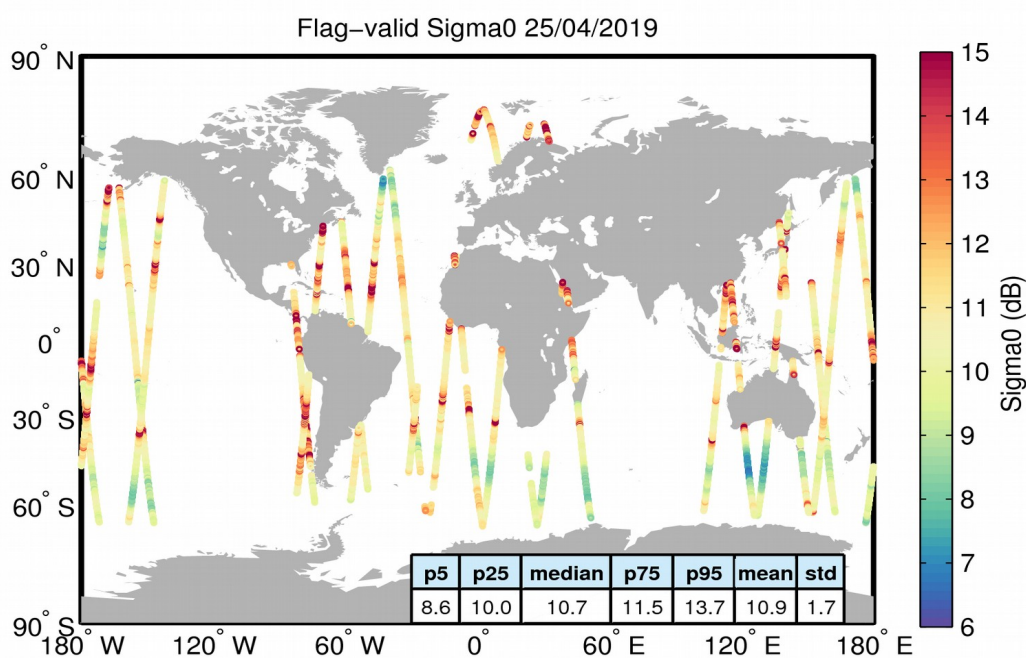 Flag−valid Sigma0 25/04/2019
90° N
60° N
30° N
0°
30° S
60° S
90° S
180° W
120° W
60° W
0°
60° E
120° E
180° E
15
14
13
12
11
10
9
8
7
6
Sigma0 (dB)
p5 p25 median p75 p95 mean std
8.6 10.0 10.7 11.5 13.7 10.9 1.7